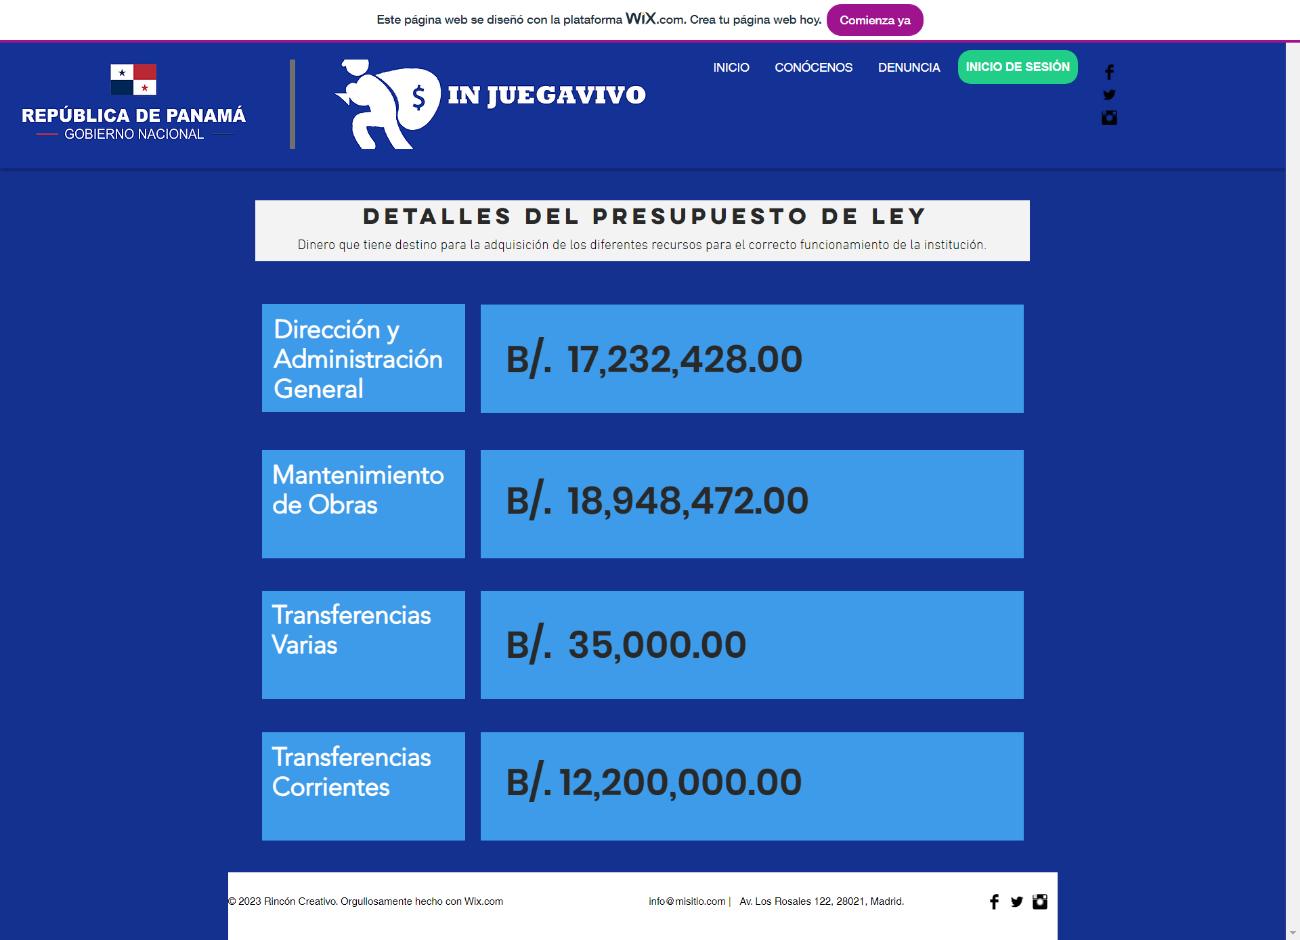 Este página web se diseñó con la plataforma WiX.com. Crea tu página web hoy. Comienza ya
REPÚBLICA DE PANAMÁ
GOBIERNO NACIONAL
$
IN JUEGAVIVO
INICIO CONÓCENOS DENUNCIA INICIO DE SESIÓN
DETALLES DEL PRESUPUESTO DE LEY
Dinero que tiene destino para la adquisición de los diferentes recursos para el correcto funcionamiento de la institución.
Dirección y
Administración
General
B/. 17,232,428.00
Mantenimiento
de Obras
B/. 18,948,472.00
Transferencias
Varias
B/. 35,000.00
Transferencias
Corrientes
B/. 12,200,000.00
© 2023 Rincón Creativo. Orgullosamente hecho con Wix.com
info@misitio.com | Av. Los Rosales 122, 28021, Madrid.